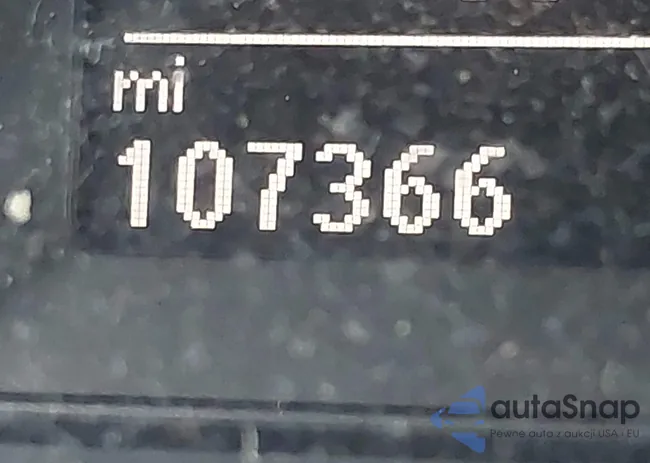 mi
107366
autaSnap
Pewne auta z aukcji USA - EU